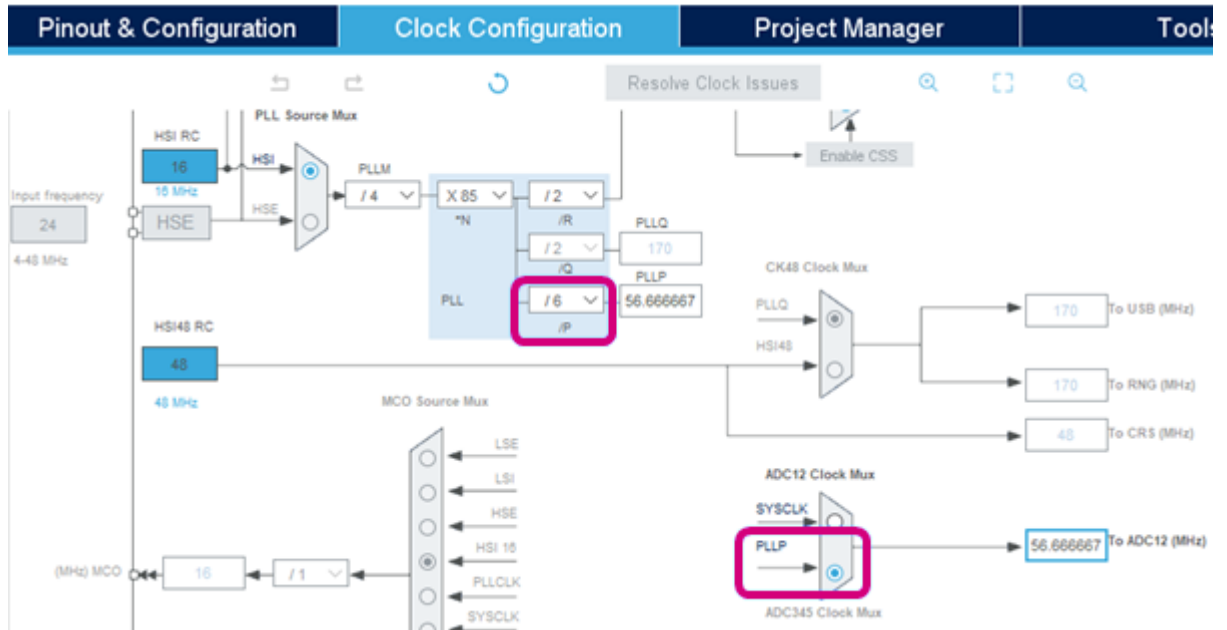 Pinout & Configuration
Clock Configuration
Project Manager
Tools
Resolve Clock Issues
PLL Source Mux
HSI RC
16
16 MHz
HSI
PLLM
/ 4
X 85
*N
/ 2
/R
Enable CSS
Input frequency
24
4-48 MHz
HSE
HSE
/ 2
/Q
PLLQ
170
PLL
/ 6
/P
PLLP
56.666667
CK48 Clock Mux
PLLQ
HSI48
170
To USB (MHz)
170
To RNG (MHz)
48
To CRS (MHz)
HSI48 RC
48
48 MHz
MCO Source Mux
LSE
LSI
HSE
HSI 16
PLLCLK
SYSCLK
(MHz) MCO
16
/ 1
ADC12 Clock Mux
SYSCLK
PLLP
56.666667
To ADC12 (MHz)
ADC345 Clock Mux